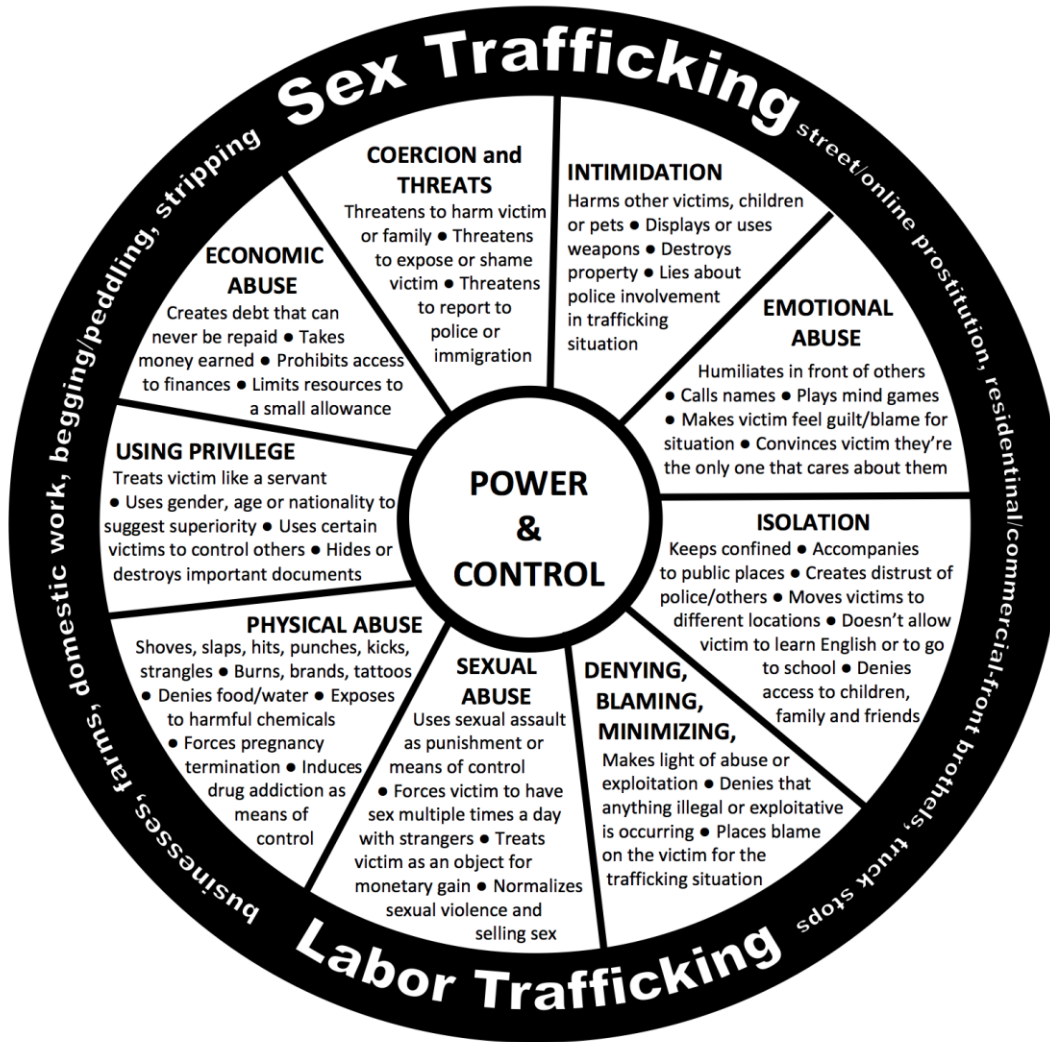 Sex Trafficking
street/online prostitution, residentinal/commercial-front brothels, truck stops
Labor Trafficking
businesses, farms, domestic work, begging/peddling, stripping
POWER
&
CONTROL
COERCION and
THREATS
Threatens to harm victim
or family ● Threatens
to expose or shame
victim ● Threatens
to report to
police or
immigration
INTIMIDATION
Harms other victims, children
or pets ● Displays or uses
weapons ● Destroys
property ● Lies about
police involvement
in trafficking
situation
EMOTIONAL
ABUSE
Humiliates in front of others
● Calls names ● Plays mind games
● Makes victim feel guilt/blame for
situation ● Convinces victim they're
the only one that cares about them
ISOLATION
Keeps confined ● Accompanies
to public places ● Creates distrust of
police/others ● Moves victims to
different locations ● Doesn't allow
victim to learn English or to go
to school ● Denies
access to children,
family and friends
DENYING,
BLAMING,
MINIMIZING,
Makes light of abuse or
exploitation ● Denies that
anything illegal or exploitative
is occurring ● Places blame
on the victim for the
trafficking situation
SEXUAL
ABUSE
Uses sexual assault
as punishment or
means of control
● Forces victim to have
sex multiple times a day
with strangers ● Treats
victim as an object for
monetary gain ● Normalizes
sexual violence and
selling sex
PHYSICAL ABUSE
Shoves, slaps, hits, punches, kicks,
strangles ● Burns, brands, tattoos
● Denies food/water ● Exposes
to harmful chemicals
● Forces pregnancy
termination ● Induces
drug addiction as
means of
control
USING PRIVILEGE
Treats victim like a servant
● Uses gender, age or nationality to
suggest superiority ● Uses certain
victims to control others ● Hides or
destroys important documents
ECONOMIC
ABUSE
Creates debt that can
never be repaid ● Takes
money earned ● Prohibits access
to finances ● Limits resources to
a small allowance